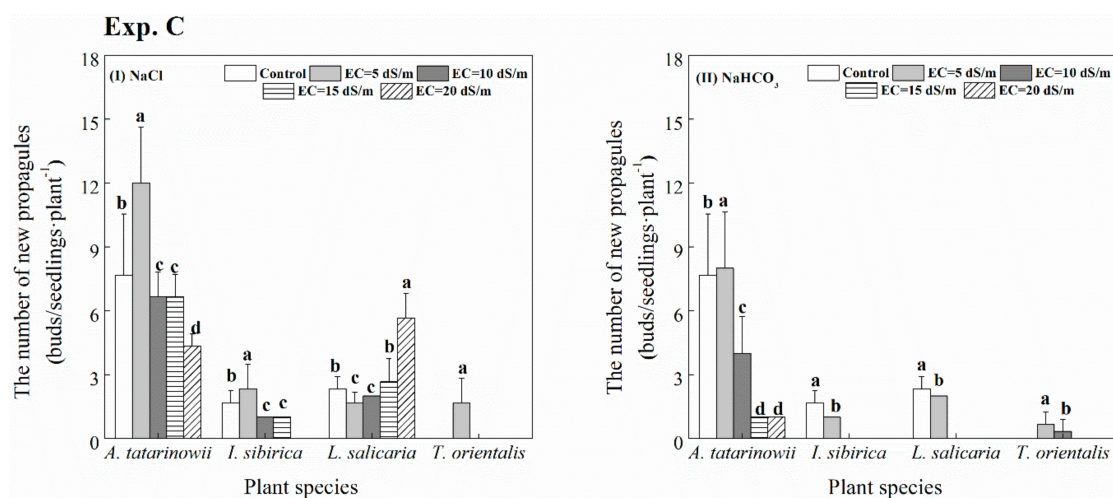 Exp. C
(I) NaCl
Control EC=5 dS/m EC=10 dS/m
EC=15 dS/m EC=20 dS/m
The number of new propagules
(buds/seedlings·plant⁻¹)
18
15
12
9
6
3
0
b a c c d
b a c c
b c c b a
a
A. tatarinowii I. sibirica L. salicaria T. orientalis
Plant species
(II) NaHCO₃
Control EC=5 dS/m EC=10 dS/m
EC=15 dS/m EC=20 dS/m
The number of new propagules
(buds/seedlings·plant⁻¹)
18
15
12
9
6
3
0
b a c d d
a b
a b
a b
A. tatarinowii I. sibirica L. salicaria T. orientalis
Plant species